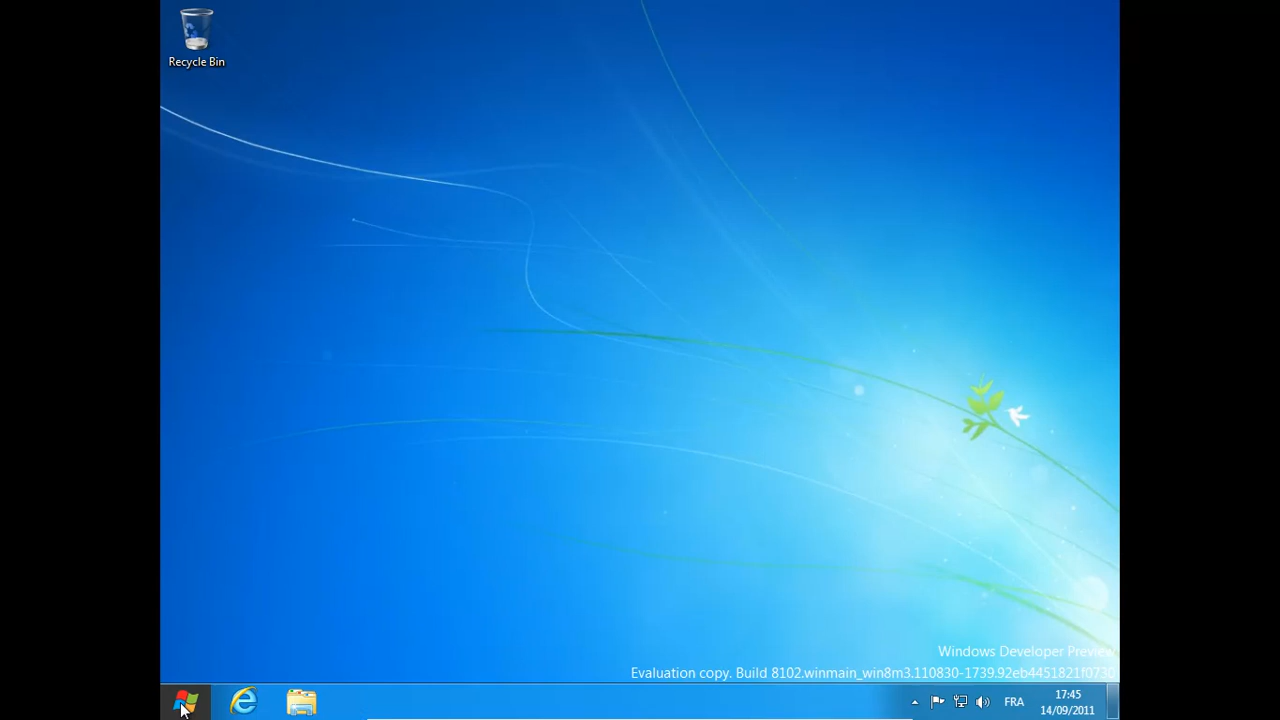 Recycle Bin
Windows Developer Preview
Evaluation copy. Build 8102.winmain_win8m3.110830-1739.92eb4451821f0730
FRA
17:45
14/09/2011